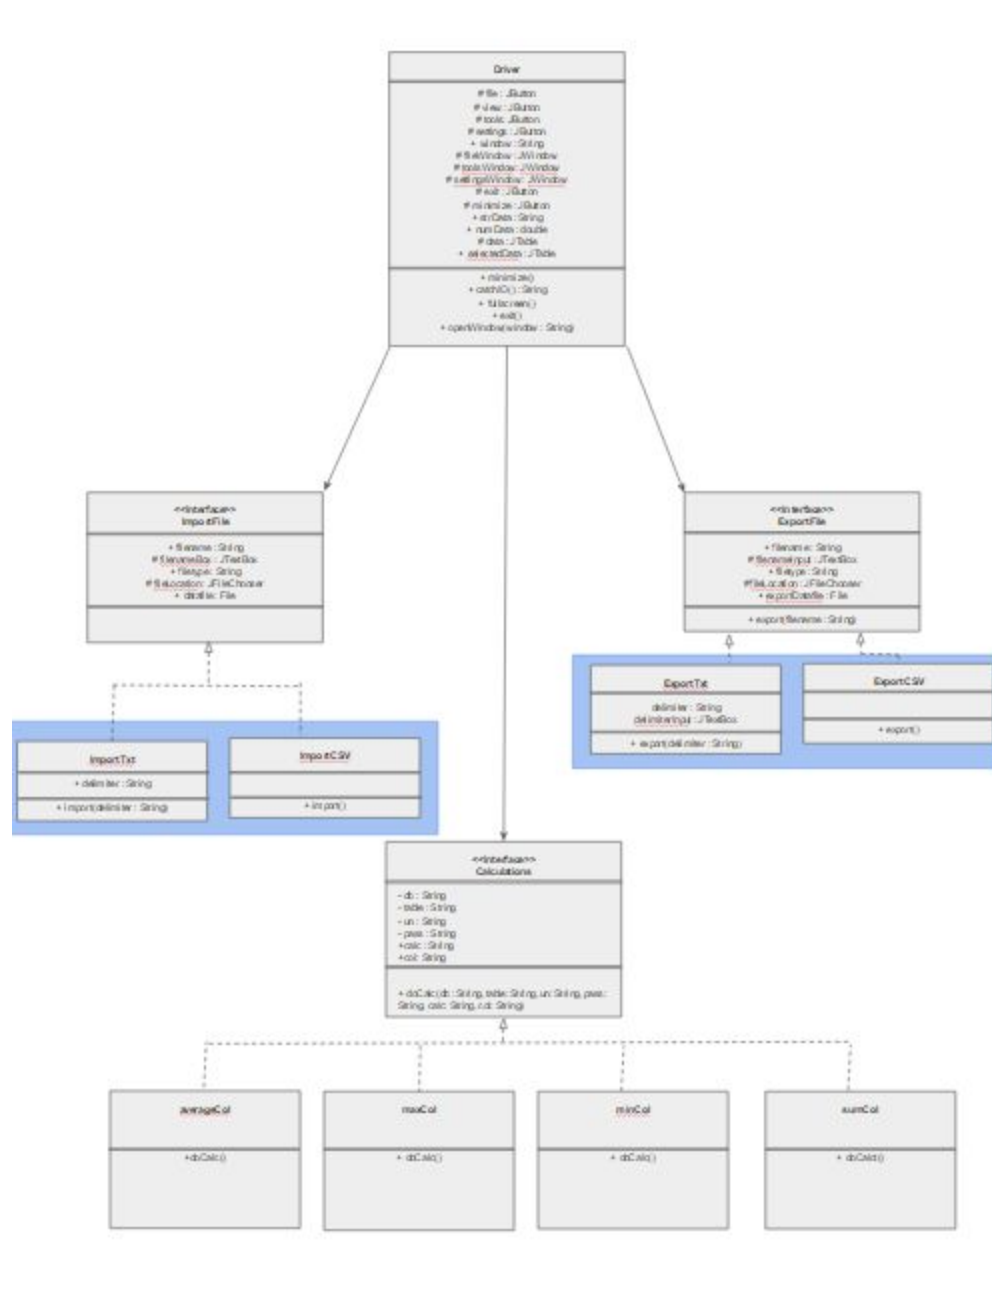 Driver
# file : JButton
# view : JButton
# tools: JButton
# settings : JButton
+ window : String
# fileWindow : JWindow
# toolsWindow: JWindow
# settingsWindow : JWindow
# exit : JButton
# minimize : JButton
+ strData : String
+ numData : double
# data : JTable
+ selectedData : JTable
+ minimize()
+ catchIO() : String
+ fullscreen()
+ exit()
+ openWindow(window : String)
<<Interface>>
ImportFile
+ filename : String
# filenameBox : JTextBox
+ filetype : String
# fileLocation : JFileChooser
+ datafile : File
<<Interface>>
ExportFile
+ filename : String
# filenameInput : JTextBox
+ filetype : String
#fileLocation : JFileChooser
+ exportDatafile : File
+ export(filename : String)
ImportTxt
+ delimiter : String
+ import(delimiter : String)
ImportCSV
+ import()
ExportTxt
delimiter : String
delimiterInput : JTextBox
+ export(delimiter : String)
ExportCSV
+ export()
<<Interface>>
Calculations
- db : String
- table : String
- un : String
- pass : String
+calc : String
+col : String
+ doCalc(db : String, table: String, un: String, pass:
String, calc: String, col: String)
averageCol
+doCalc()
maxCol
+ doCalc()
minCol
+ doCalc()
sumCol
+ doCalc()